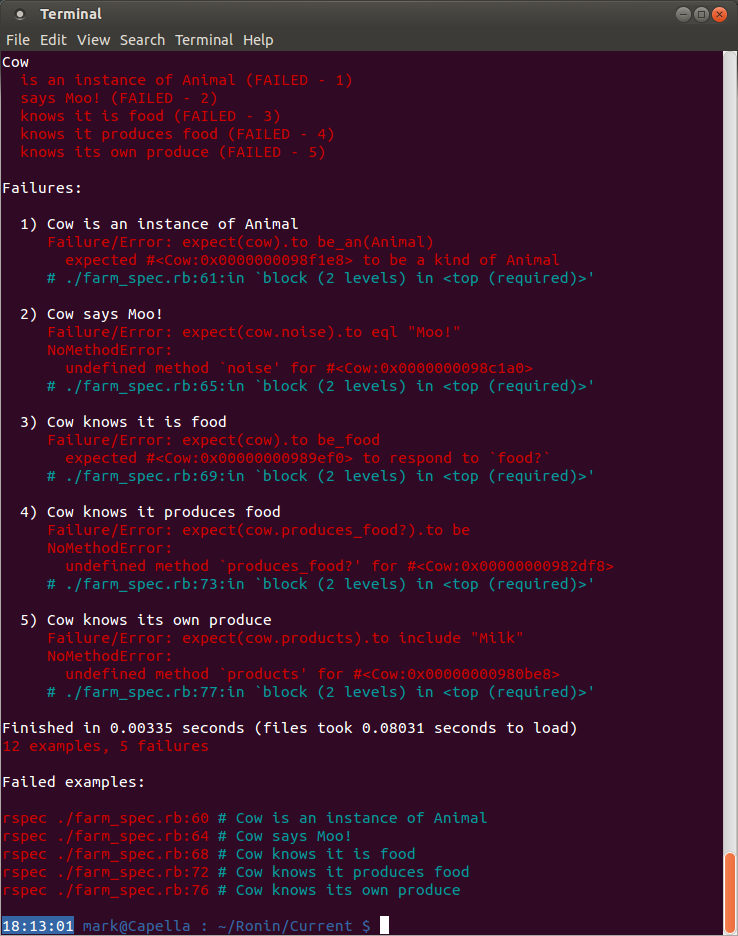 Terminal
File Edit View Search Terminal Help
Cow
  is an instance of Animal (FAILED - 1)
  says Moo! (FAILED - 2)
  knows it is food (FAILED - 3)
  knows it produces food (FAILED - 4)
  knows its own produce (FAILED - 5)

Failures:

  1) Cow is an instance of Animal
     Failure/Error: expect(cow).to be_an(Animal)
       expected #<Cow:0x0000000098f1e8> to be a kind of Animal
     # ./farm_spec.rb:61:in `block (2 levels) in <top (required)>'

  2) Cow says Moo!
     Failure/Error: expect(cow.noise).to eql "Moo!"
     NoMethodError:
       undefined method `noise' for #<Cow:0x0000000098c1a0>
     # ./farm_spec.rb:65:in `block (2 levels) in <top (required)>'

  3) Cow knows it is food
     Failure/Error: expect(cow).to be_food
       expected #<Cow:0x00000000989ef0> to respond to `food?`
     # ./farm_spec.rb:69:in `block (2 levels) in <top (required)>'

  4) Cow knows it produces food
     Failure/Error: expect(cow.produces_food?).to be
     NoMethodError:
       undefined method `produces_food?' for #<Cow:0x00000000982df8>
     # ./farm_spec.rb:73:in `block (2 levels) in <top (required)>'

  5) Cow knows its own produce
     Failure/Error: expect(cow.products).to include "Milk"
     NoMethodError:
       undefined method `products' for #<Cow:0x00000000980be8>
     # ./farm_spec.rb:77:in `block (2 levels) in <top (required)>'

Finished in 0.00335 seconds (files took 0.08031 seconds to load)
12 examples, 5 failures

Failed examples:

rspec ./farm_spec.rb:60 # Cow is an instance of Animal
rspec ./farm_spec.rb:64 # Cow says Moo!
rspec ./farm_spec.rb:68 # Cow knows it is food
rspec ./farm_spec.rb:72 # Cow knows it produces food
rspec ./farm_spec.rb:76 # Cow knows its own produce

18:13:01 mark@Capella : ~/Ronin/Current $